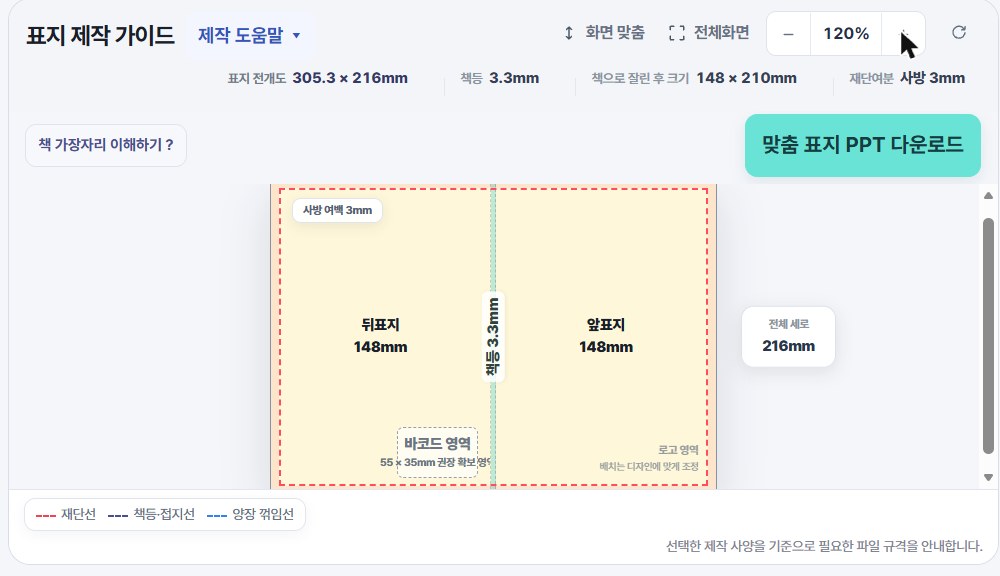 표지 제작 가이드 제작 도움말 화면 맞춤 전체화면 − 120%
표지 전개도 305.3 × 216mm 책등 3.3mm 책으로 잘린 후 크기 148 × 210mm 재단여분 사방 3mm
책 가장자리 이해하기 ?
맞춤 표지 PPT 다운로드
사방 여백 3mm
뒤표지
148mm
책등 3.3mm
앞표지
148mm
전체 세로
216mm
바코드 영역
55 × 35mm 권장 확보 영역
로고 영역
배치는 디자인에 맞게 조정
재단선 책등·접지선 양장 꺾임선
선택한 제작 사양을 기준으로 필요한 파일 규격을 안내합니다.